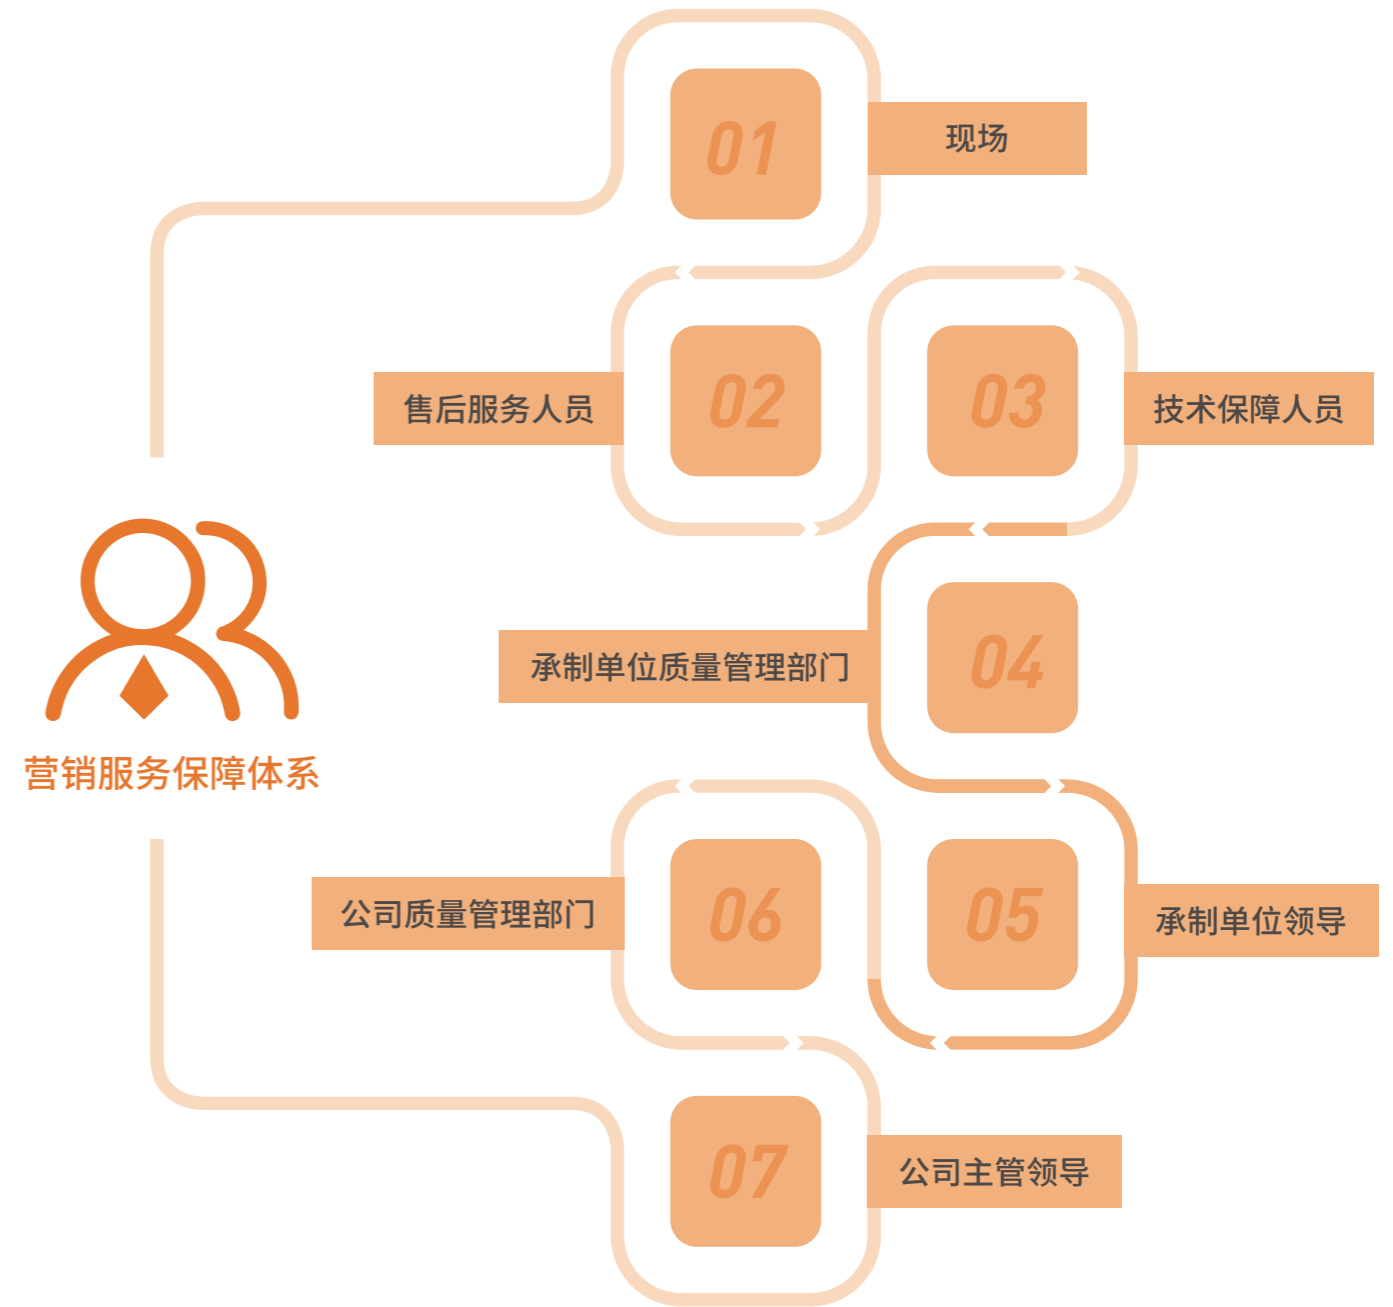 01
现场
02
售后服务人员
03
技术保障人员
04
承制单位质量管理部门
营销服务保障体系
05
承制单位领导
06
公司质量管理部门
07
公司主管领导